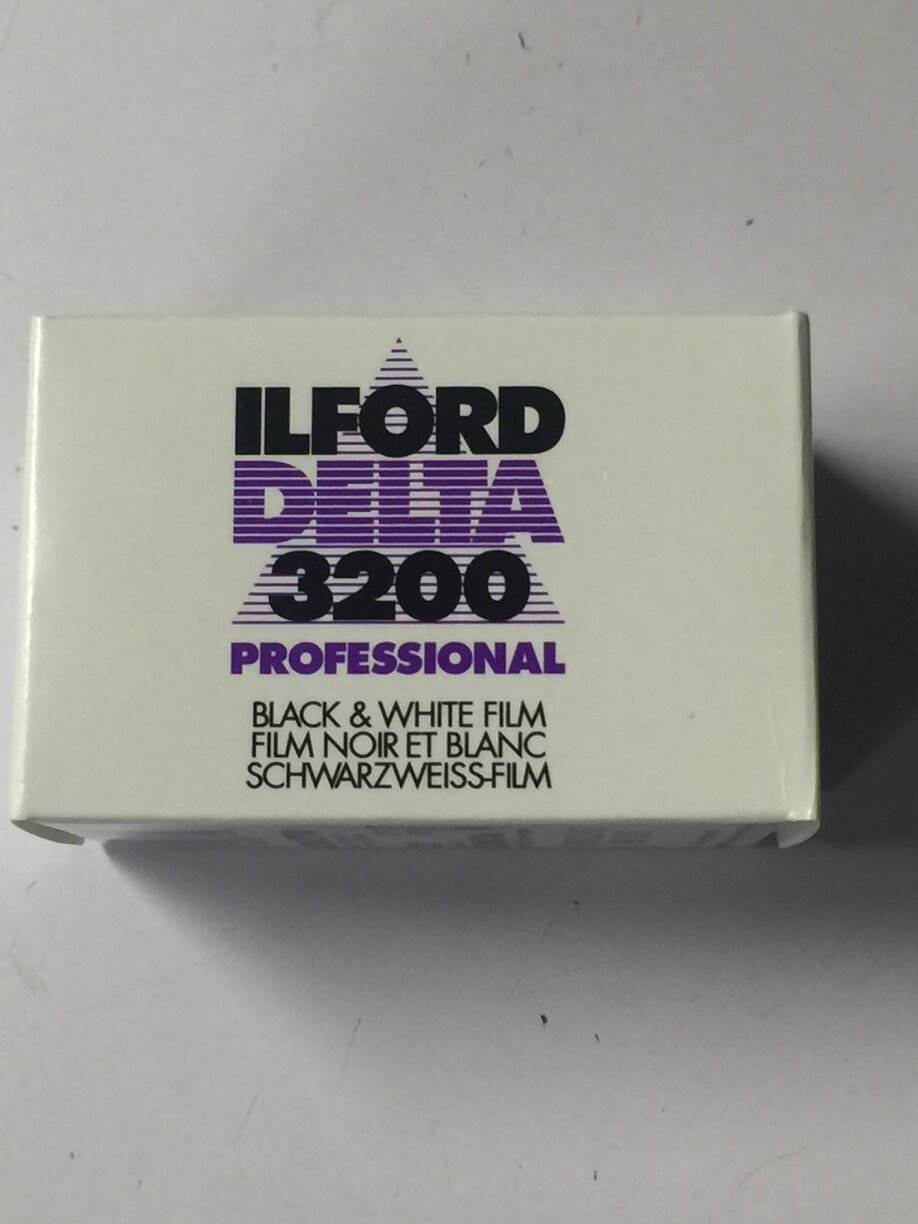 ILFORD
DELTA
3200
PROFESSIONAL
BLACK & WHITE FILM
FILM NOIR ET BLANC
SCHWARZWEISS-FILM